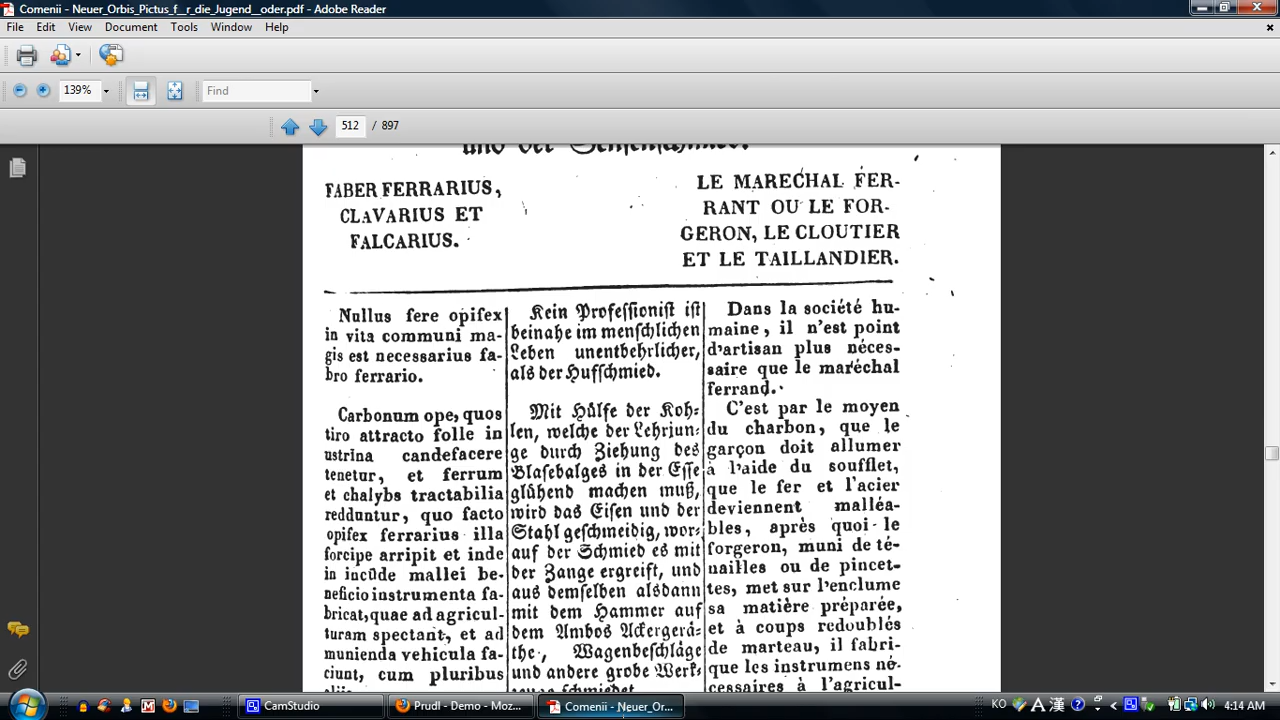 Comenii - Neuer_Orbis_Pictus_f__r_die_Jugend__oder.pdf - Adobe Reader
File Edit View Document Tools Window Help
139% Find
512 / 897
und der Sensenschmied.
FABER FERRARIUS,
CLAVARIUS ET
FALCARIUS.
LE MARECHAL FER-
RANT OU LE FOR-
GERON, LE CLOUTIER
ET LE TAILLANDIER.
Nullus fere opifex
in vita communi ma-
gis est necessarius fa-
bro ferrario.
Carbonum ope, quos
tiro attracto folle in
ustrina candefacere
tenetur, et ferrum
et chalybs tractabilia
redduntur, quo facto
opifex ferrarius illa
forcipe arripit et inde
in incūde mallei be-
neficio instrumenta fa-
bricat, quae ad agricul-
turam spectant, et ad
munienda vehicula fa-
ciunt, cum pluribus
aliis
Kein Professionist ist
beinahe im menschlichen
Leben unentbehrlicher,
als der Hufschmied.
Mit Hülfe der Koh-
len, welche der Lehrjun-
ge durch Ziehung des
Blasebalges in der Esse
glühend machen muß,
wird das Eisen und der
Stahl geschmeidig, wor-
auf der Schmied es mit
der Zange ergreift, und
aus demselben alsdann
mit dem Hammer auf
dem Ambos Ackergerä-
the, Wagenbeschläge
und andere grobe Werk-
zeuge schmiedet.
Dans la société hu-
maine, il n'est point
d'artisan plus néces-
saire que le maréchal
ferrand.
C'est par le moyen
du charbon, que le
garçon doit allumer
à l'aide du soufflet,
que le fer et l'acier
deviennent malléa-
bles, après quoi le
forgeron, muni de té-
nailles ou de pincet-
tes, met sur l'enclume
sa matière préparée,
et à coups redoublés
de marteau, il fabri-
que les instrumens né-
cessaires à l'agricul-
CamStudio
Prudl - Demo - Moz...
Comenii - Neuer_Or...
KO A 漢 ? 4:14 AM